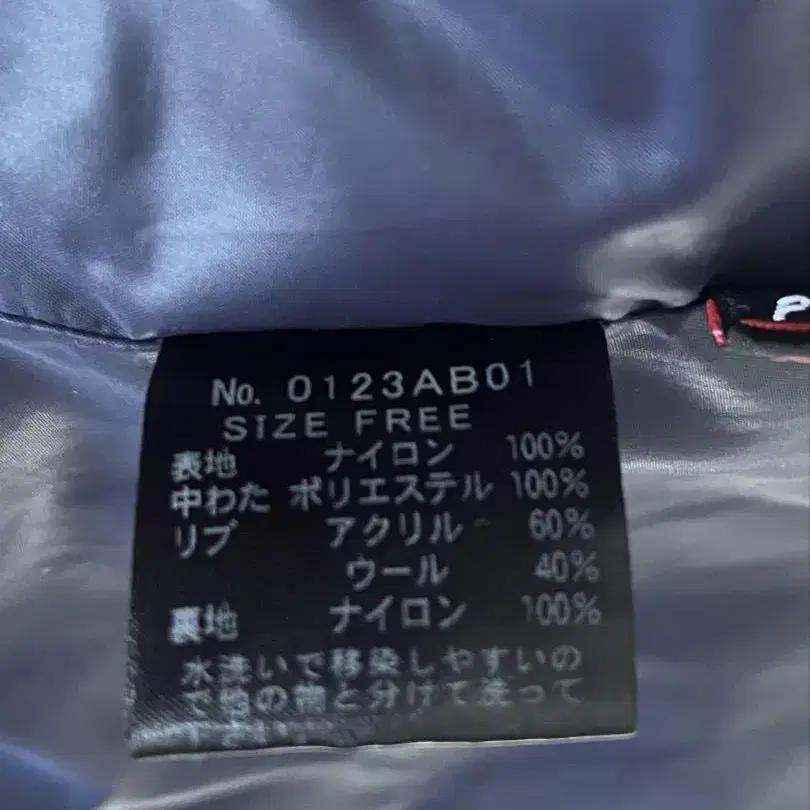 No. 0123AB01
SIZE FREE
表地 ナイロン 100%
中わた ポリエステル 100%
リブ アクリル 60%
ウール 40%
裏地 ナイロン 100%
水洗いで移染しやすいの
で他の物と分けて洗って
下さい。
P